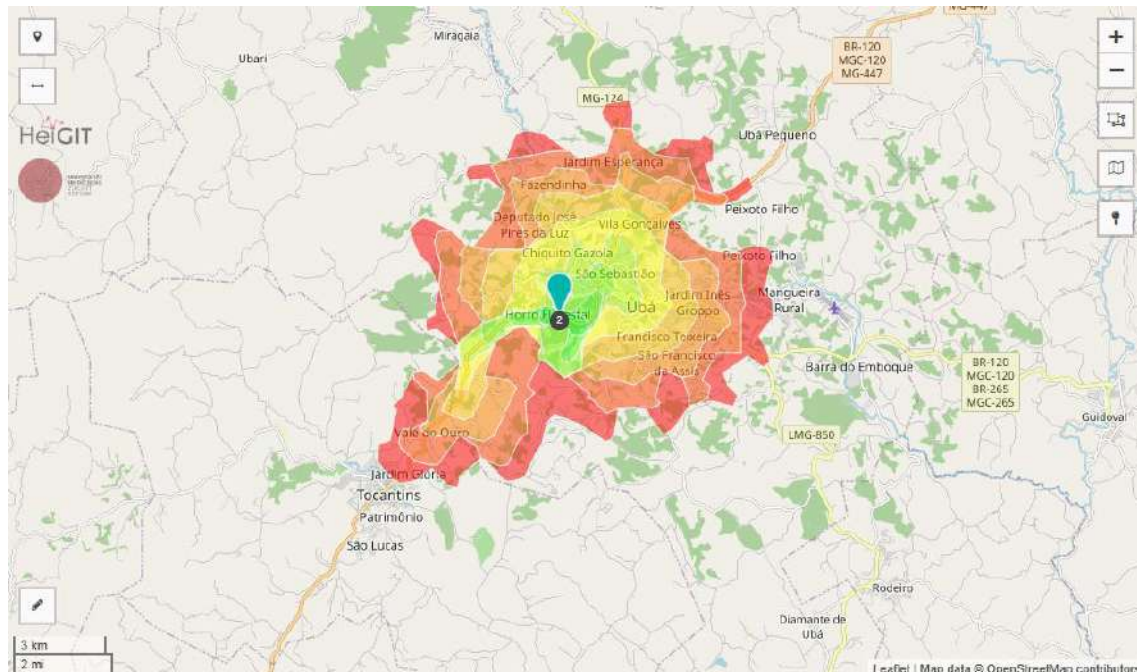 MG-447
Miragaia
Ubari
BR-120
MGC-120
MG-447
MG-124
HeiGIT
Ubá Pequeno
Jardim Esperança
Fazendinha
Peixoto Filho
Deputado José
Pires da Luz
Vila Gonçalves
Chiquito Gazola
Peixoto Filho
São Sebastião
Mangueira
Rural
Jardim Inês
Groppo
Ubá
Horto Florestal
2
Francisco Teixeira
São Francisco
de Assis
Barra do Emboque
BR-120
MGC-120
BR-265
MGC-265
Guidoval
Vale do Ouro
LMG-850
Jardim Glória
Tocantins
Patrimônio
São Lucas
Rodeiro
Diamante de
Ubá
3 km
2 mi
Leaflet | Map data © OpenStreetMap contributors